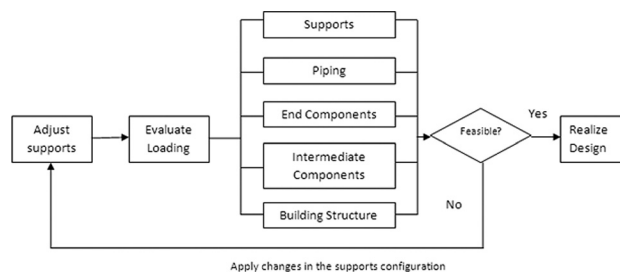 Adjust
supports
Evaluate
Loading
Supports
Piping
End Components
Intermediate
Components
Building Structure
Feasible?
Yes
No
Realize
Design
Apply changes in the supports configuration